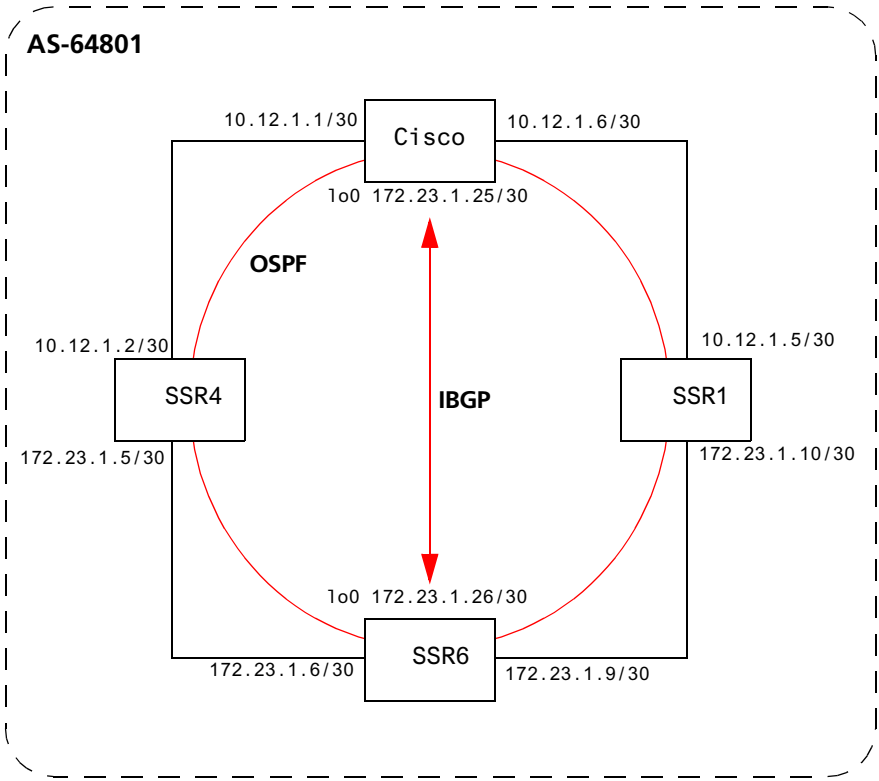 AS-64801
10.12.1.1/30
10.12.1.6/30
Cisco
lo0 172.23.1.25/30
OSPF
10.12.1.2/30
10.12.1.5/30
SSR4
IBGP
SSR1
172.23.1.5/30
172.23.1.10/30
lo0 172.23.1.26/30
SSR6
172.23.1.6/30
172.23.1.9/30